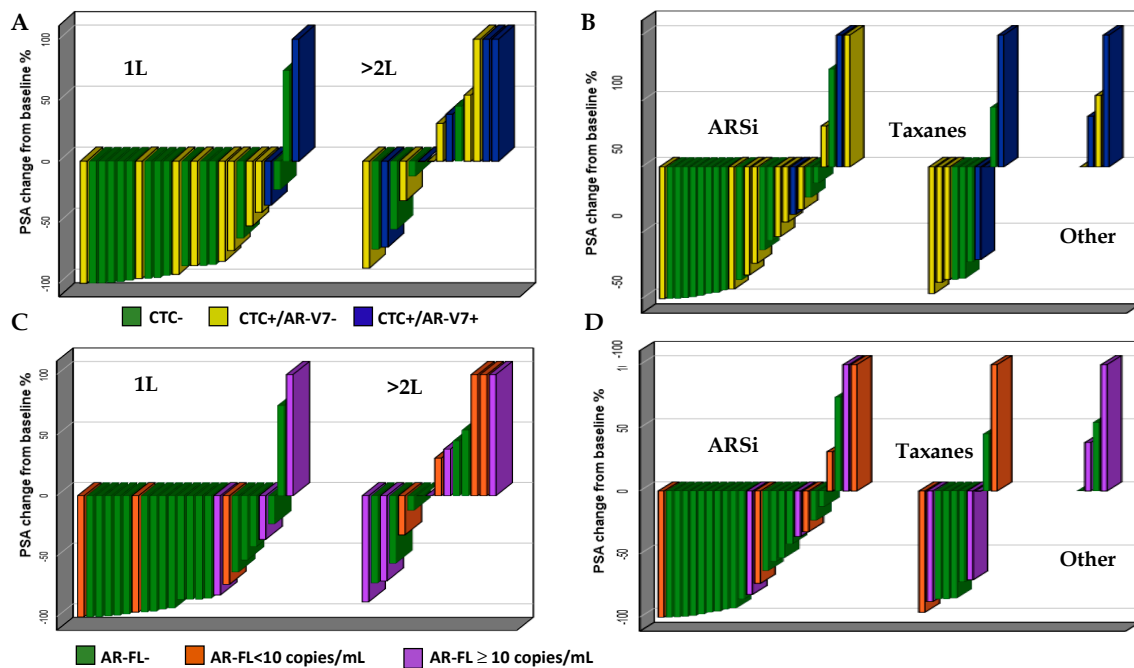 A
PSA change from baseline %
100
50
0
-50
-100
1L
>2L
B
PSA change from baseline %
100
50
0
-50
ARSi
Taxanes
Other
CTC-
CTC+/AR-V7-
CTC+/AR-V7+
C
PSA change from baseline %
100
50
0
-50
-100
1L
>2L
D
PSA change from baseline %
-100
50
0
-50
-100
ARSi
Taxanes
Other
AR-FL-
AR-FL<10 copies/mL
AR-FL ≥ 10 copies/mL